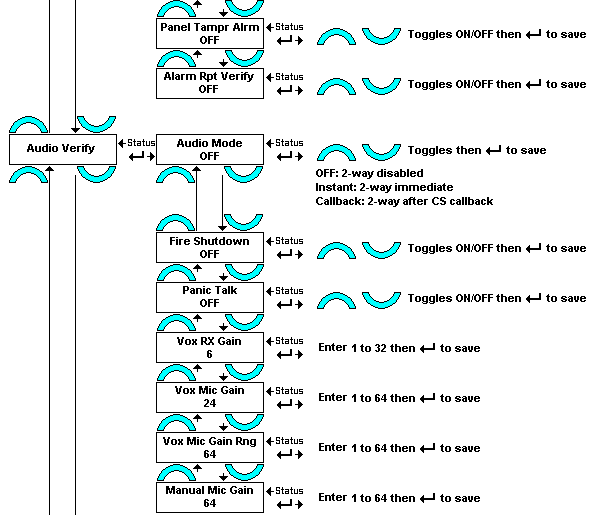 Panel Tampr Alrm
OFF
Status
Toggles ON/OFF then to save
Alarm Rpt Verify
OFF
Status
Toggles ON/OFF then to save
Audio Verify
Status
Audio Mode
OFF
Status
Toggles then to save
OFF: 2-way disabled
Instant: 2-way immediate
Callback: 2-way after CS callback
Fire Shutdown
OFF
Status
Toggles ON/OFF then to save
Panic Talk
OFF
Status
Toggles ON/OFF then to save
Vox RX Gain
6
Status
Enter 1 to 32 then to save
Vox Mic Gain
24
Status
Enter 1 to 64 then to save
Vox Mic Gain Rng
64
Status
Enter 1 to 64 then to save
Manual Mic Gain
64
Status
Enter 1 to 64 then to save